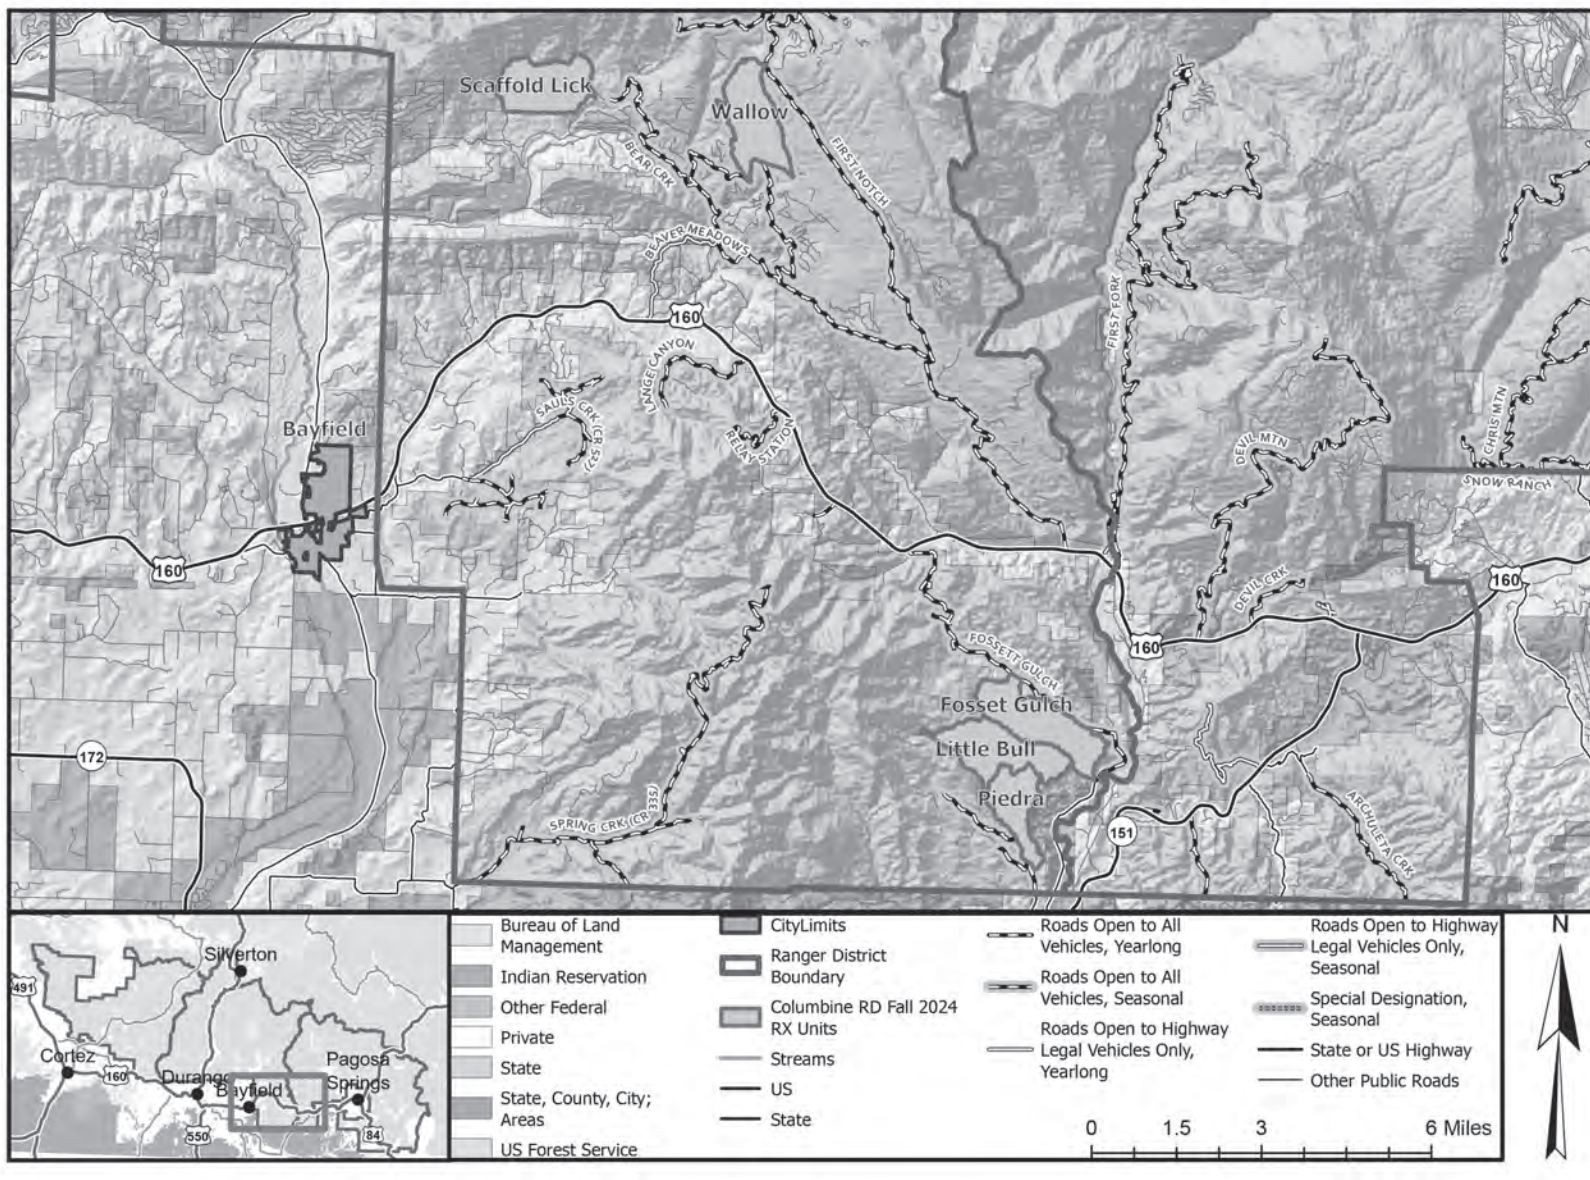 Scaffold Lick
Wallow
BEAR CRK
FIRST NOTCH
BEAVER MEADOWS
160
FIRST FORK
LANGE CANYON
SAULS CRK (CR 527)
RELAY STATION
Bayfield
DEVIL MTN
CHRIS MTN
SNOW RANCH
160
160
DEVIL CRK
160
FOSSETT GULCH
Fosset Gulch
Little Bull
Piedra
172
SPRING CRK (CR 335)
151
ARCHULETA CRK
Silverton
491
Cortez
160
Durango
Bayfield
Pagosa
Springs
550
84
Bureau of Land
Management
Indian Reservation
Other Federal
Private
State
State, County, City;
Areas
US Forest Service
CityLimits
Ranger District
Boundary
Columbine RD Fall 2024
RX Units
Streams
US
State
Roads Open to All
Vehicles, Yearlong
Roads Open to All
Vehicles, Seasonal
Roads Open to Highway
Legal Vehicles Only,
Yearlong
Roads Open to Highway
Legal Vehicles Only,
Seasonal
Special Designation,
Seasonal
State or US Highway
Other Public Roads
0 1.5 3 6 Miles
N